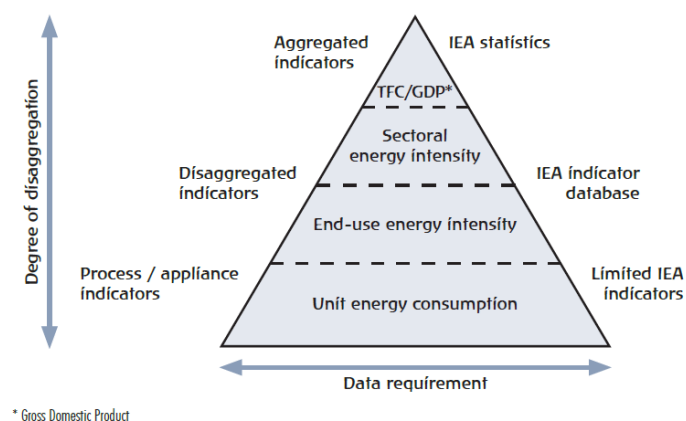 Aggregated
indicators
IEA statistics
TFC/GDP*
Sectoral
energy intensity
Disaggregated
indicators
IEA indicator
database
End-use energy intensity
Process / appliance
indicators
Limited IEA
indicators
Unit energy consumption
Degree of disaggregation
Data requirement
* Gross Domestic Product